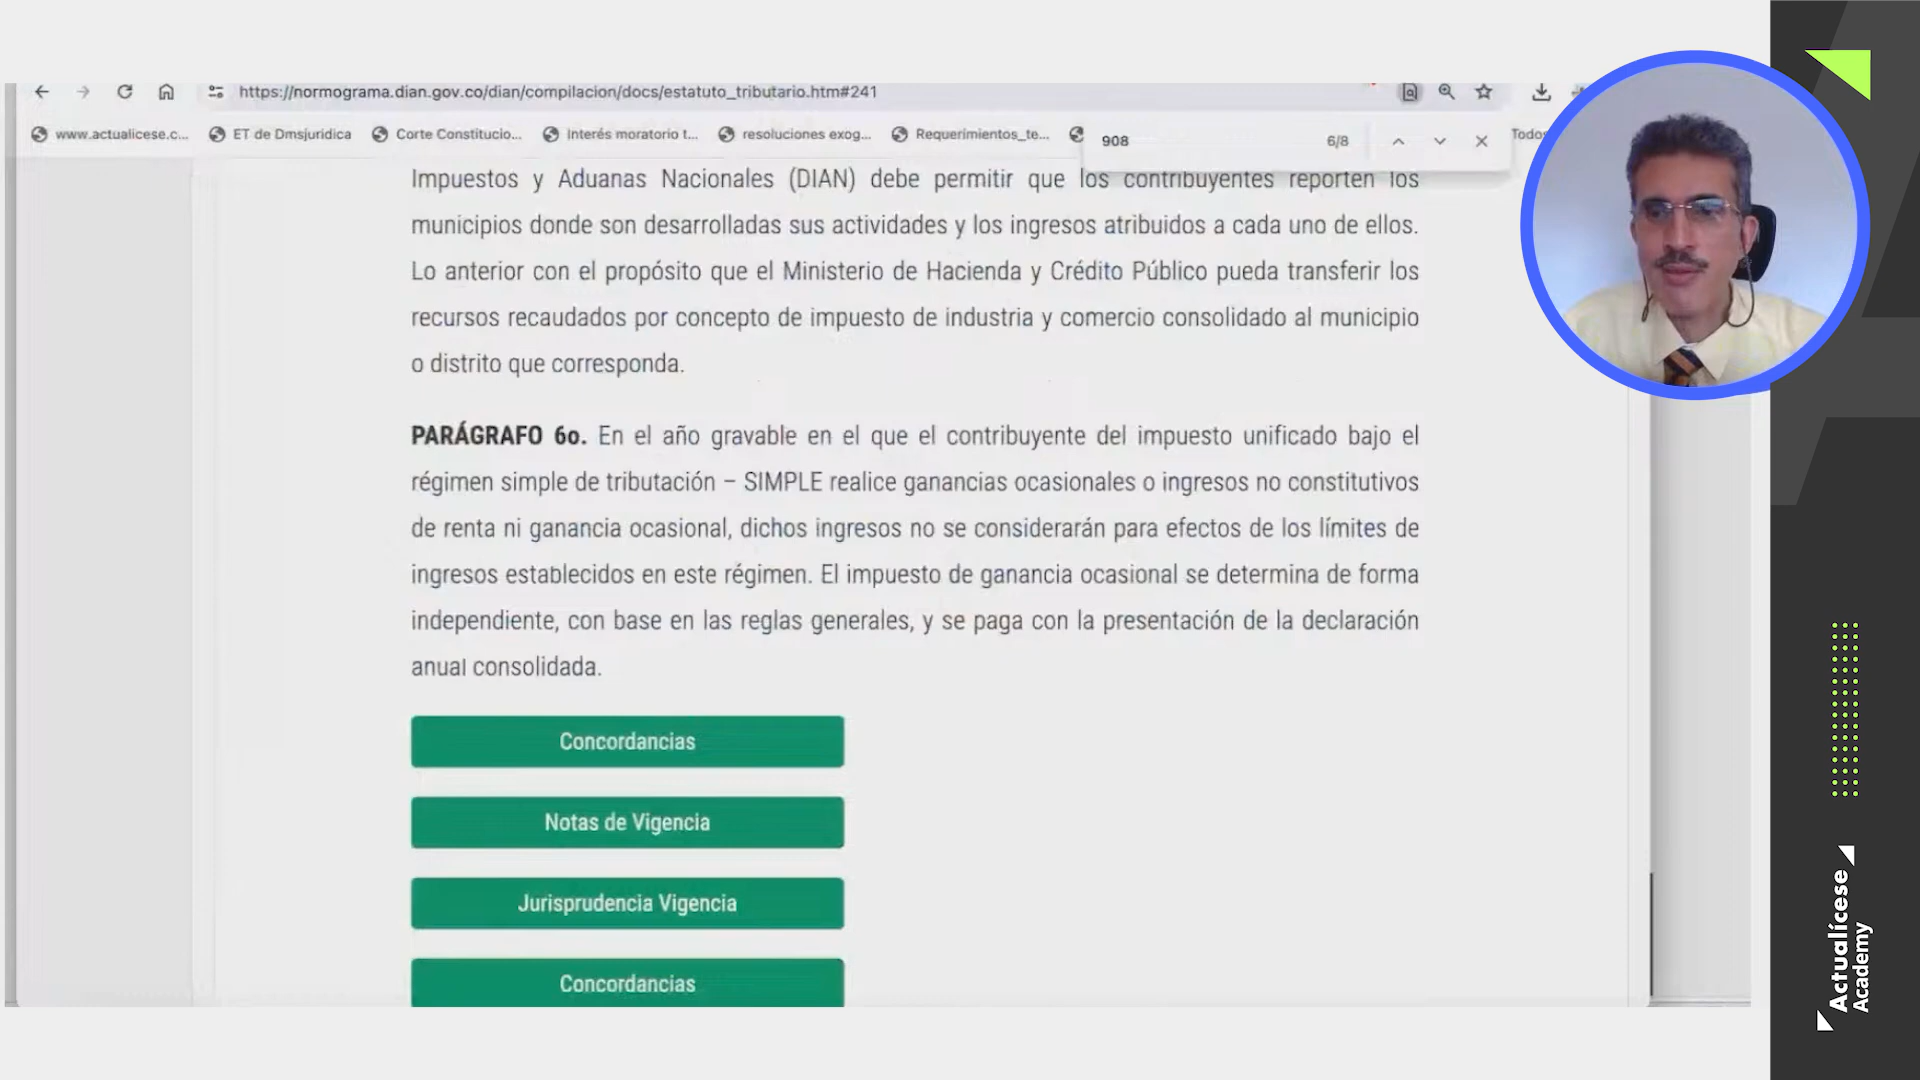 https://normograma.dian.gov.co/dian/compilacion/docs/estatuto_tributario.htm#241
www.actualicese.c... ET de Dmsjuridica Corte Constitucio... Interés moratorio t... resoluciones exog... Requerimientos_te... Todos
908 6/8
Impuestos y Aduanas Nacionales (DIAN) debe permitir que los contribuyentes reporten los
municipios donde son desarrolladas sus actividades y los ingresos atribuidos a cada uno de ellos.
Lo anterior con el propósito que el Ministerio de Hacienda y Crédito Público pueda transferir los
recursos recaudados por concepto de impuesto de industria y comercio consolidado al municipio
o distrito que corresponda.
PARÁGRAFO 6o. En el año gravable en el que el contribuyente del impuesto unificado bajo el
régimen simple de tributación – SIMPLE realice ganancias ocasionales o ingresos no constitutivos
de renta ni ganancia ocasional, dichos ingresos no se considerarán para efectos de los límites de
ingresos establecidos en este régimen. El impuesto de ganancia ocasional se determina de forma
independiente, con base en las reglas generales, y se paga con la presentación de la declaración
anual consolidada.
Concordancias
Notas de Vigencia
Jurisprudencia Vigencia
Concordancias
Actualícese
Academy